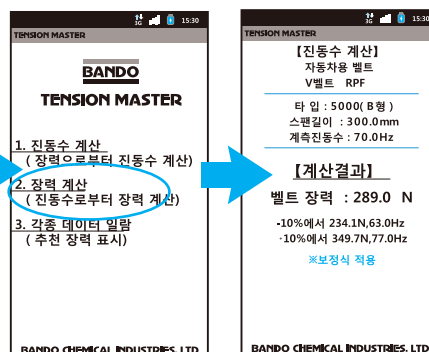 3G 15:30
TENSION MASTER
BANDO
TENSION MASTER
1. 진동수 계산
( 장력으로부터 진동수 계산)
2. 장력 계산
( 진동수로부터 장력 계산)
3. 각종 데이터 일람
( 추천 장력 표시)
BANDO CHEMICAL INDUSTRIES. LTD
3G 15:30
TENSION MASTER
【진동수 계산】
자동차용 벨트
V벨트 RPF
타 입 : 5000( B형 )
스팬길이 : 300.0mm
계측진동수 : 70.0Hz
【계산결과】
벨트 장력 : 289.0 N
-10%에서 234.1N,63.0Hz
·10%에서 349.7N,77.0Hz
※보정식 적용
BANDO CHEMICAL INDUSTRIES. LTD